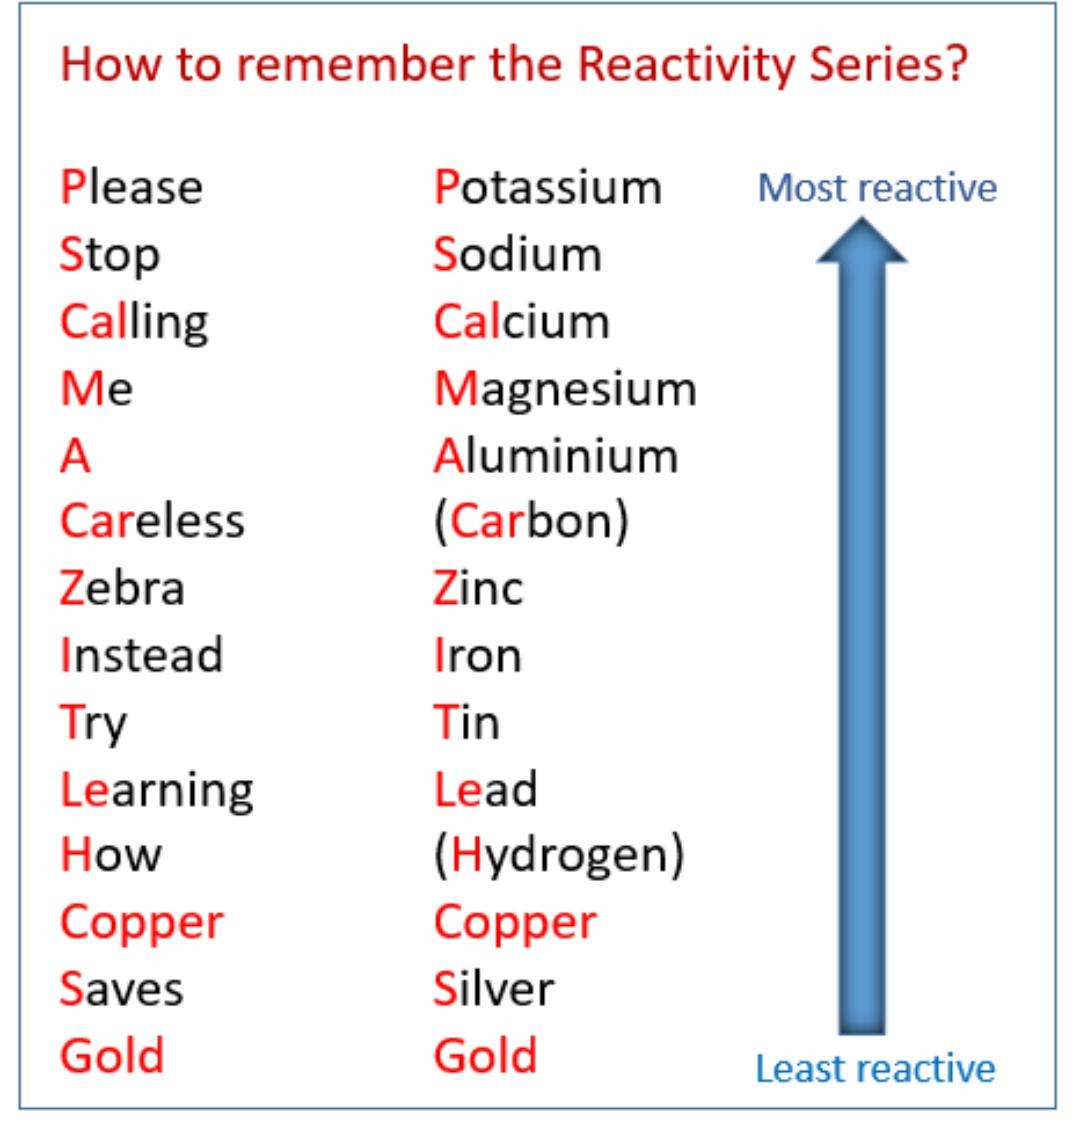 How to remember the Reactivity Series?
Please Potassium Most reactive
Stop Sodium
Calling Calcium
Me Magnesium
A Aluminium
Careless (Carbon)
Zebra Zinc
Instead Iron
Try Tin
Learning Lead
How (Hydrogen)
Copper Copper
Saves Silver
Gold Gold
Least reactive